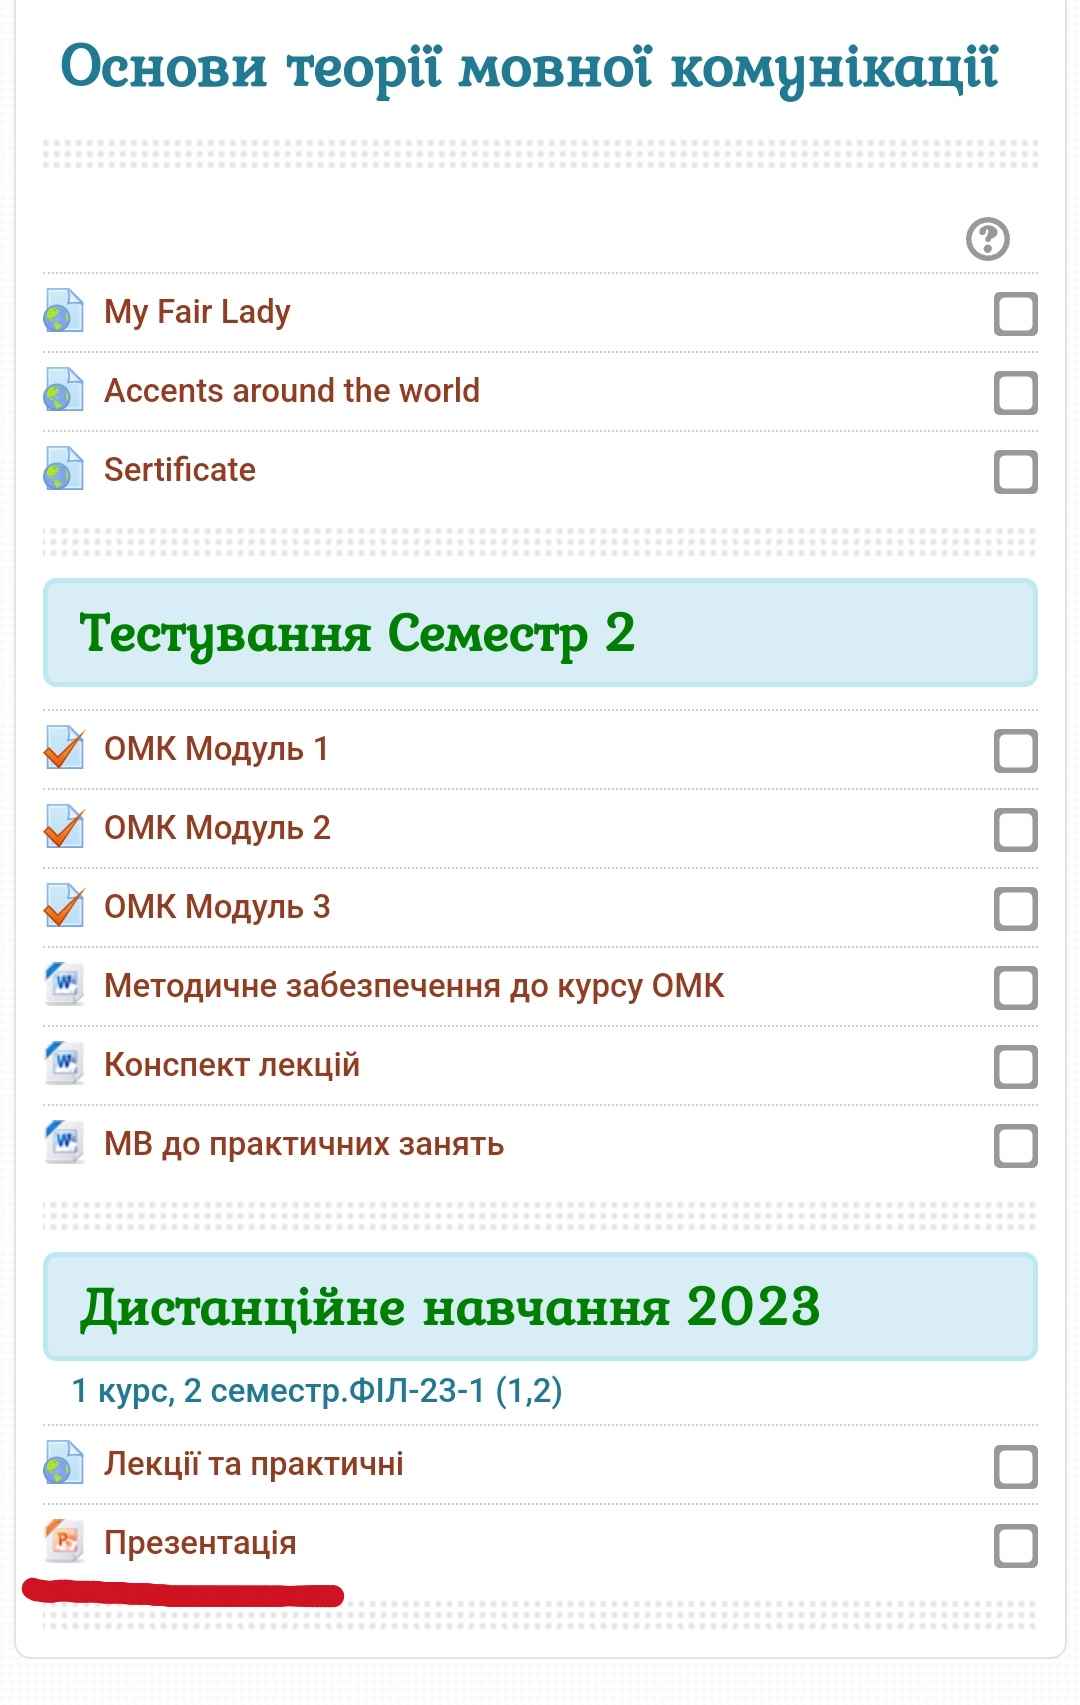 Основи теорії мовної комунікації
?
My Fair Lady
Accents around the world
Sertificate
Тестування Семестр 2
ОМК Модуль 1
ОМК Модуль 2
ОМК Модуль 3
Методичне забезпечення до курсу ОМК
Конспект лекцій
МВ до практичних занять
Дистанційне навчання 2023
1 курс, 2 семестр.ФІЛ-23-1 (1,2)
Лекції та практичні
Презентація